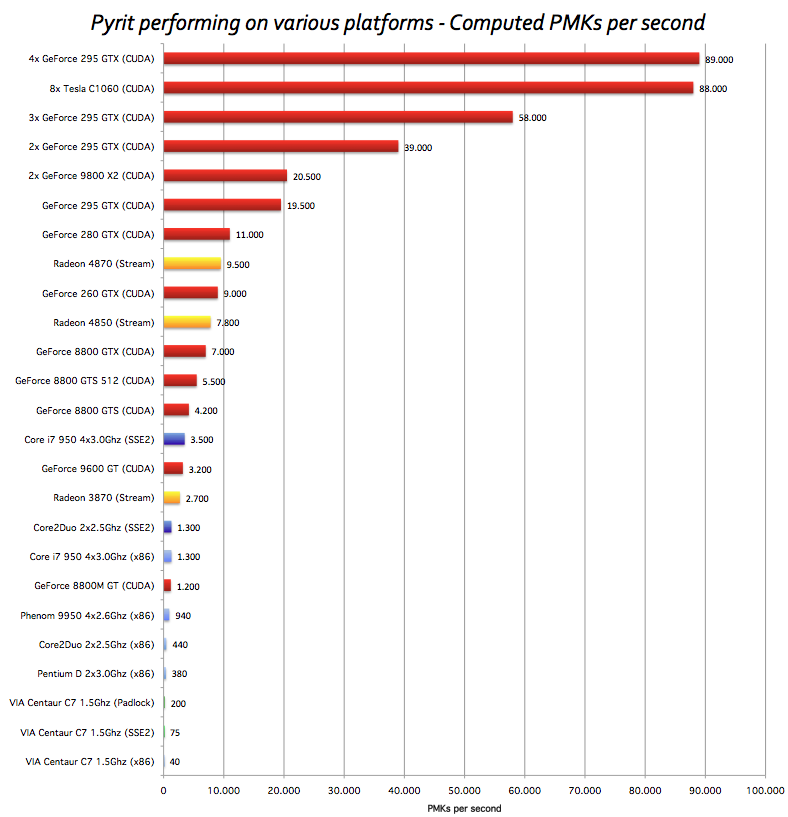 Pyrit performing on various platforms - Computed PMKs per second
4x GeForce 295 GTX (CUDA) 89.000
8x Tesla C1060 (CUDA) 88.000
3x GeForce 295 GTX (CUDA) 58.000
2x GeForce 295 GTX (CUDA) 39.000
2x GeForce 9800 X2 (CUDA) 20.500
GeForce 295 GTX (CUDA) 19.500
GeForce 280 GTX (CUDA) 11.000
Radeon 4870 (Stream) 9.500
GeForce 260 GTX (CUDA) 9.000
Radeon 4850 (Stream) 7.800
GeForce 8800 GTX (CUDA) 7.000
GeForce 8800 GTS 512 (CUDA) 5.500
GeForce 8800 GTS (CUDA) 4.200
Core i7 950 4x3.0Ghz (SSE2) 3.500
GeForce 9600 GT (CUDA) 3.200
Radeon 3870 (Stream) 2.700
Core2Duo 2x2.5Ghz (SSE2) 1.300
Core i7 950 4x3.0Ghz (x86) 1.300
GeForce 8800M GT (CUDA) 1.200
Phenom 9950 4x2.6Ghz (x86) 940
Core2Duo 2x2.5Ghz (x86) 440
Pentium D 2x3.0Ghz (x86) 380
VIA Centaur C7 1.5Ghz (Padlock) 200
VIA Centaur C7 1.5Ghz (SSE2) 75
VIA Centaur C7 1.5Ghz (x86) 40
0 10.000 20.000 30.000 40.000 50.000 60.000 70.000 80.000 90.000 100.000
PMKs per second